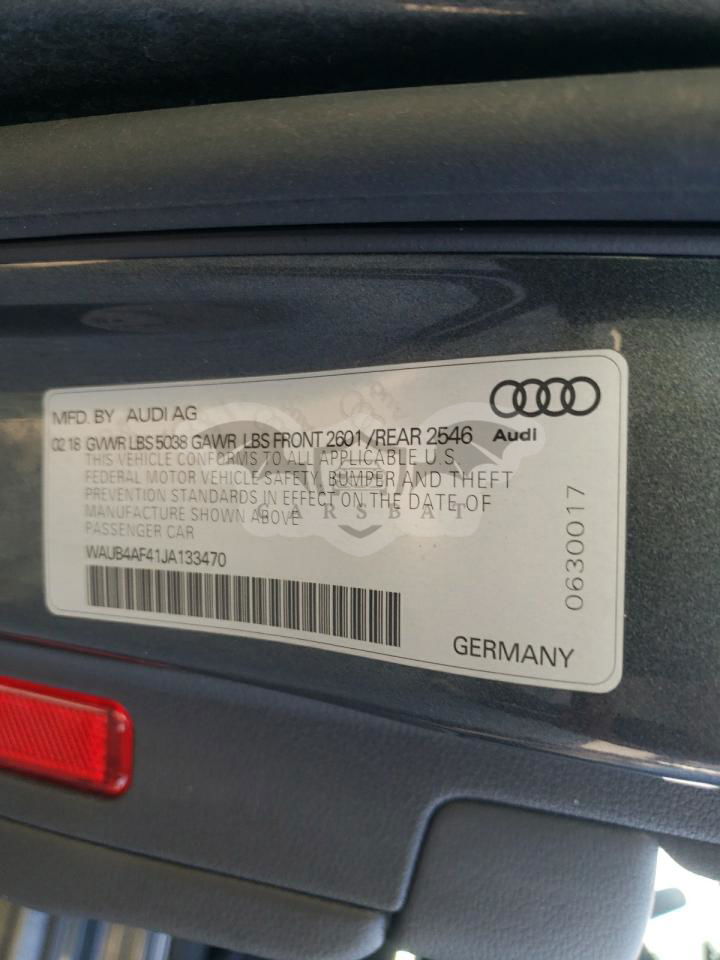 MFD. BY AUDI AG
02 18 GVWR LBS 5038 GAWR LBS FRONT 2601 /REAR 2546
Audi
THIS VEHICLE CONFORMS TO ALL APPLICABLE U.S.
FEDERAL MOTOR VEHICLE SAFETY, BUMPER AND THEFT
PREVENTION STANDARDS IN EFFECT ON THE DATE OF
MANUFACTURE SHOWN ABOVE
PASSENGER CAR
WAUB4AF41JA133470
0630017
GERMANY
CARSBAT